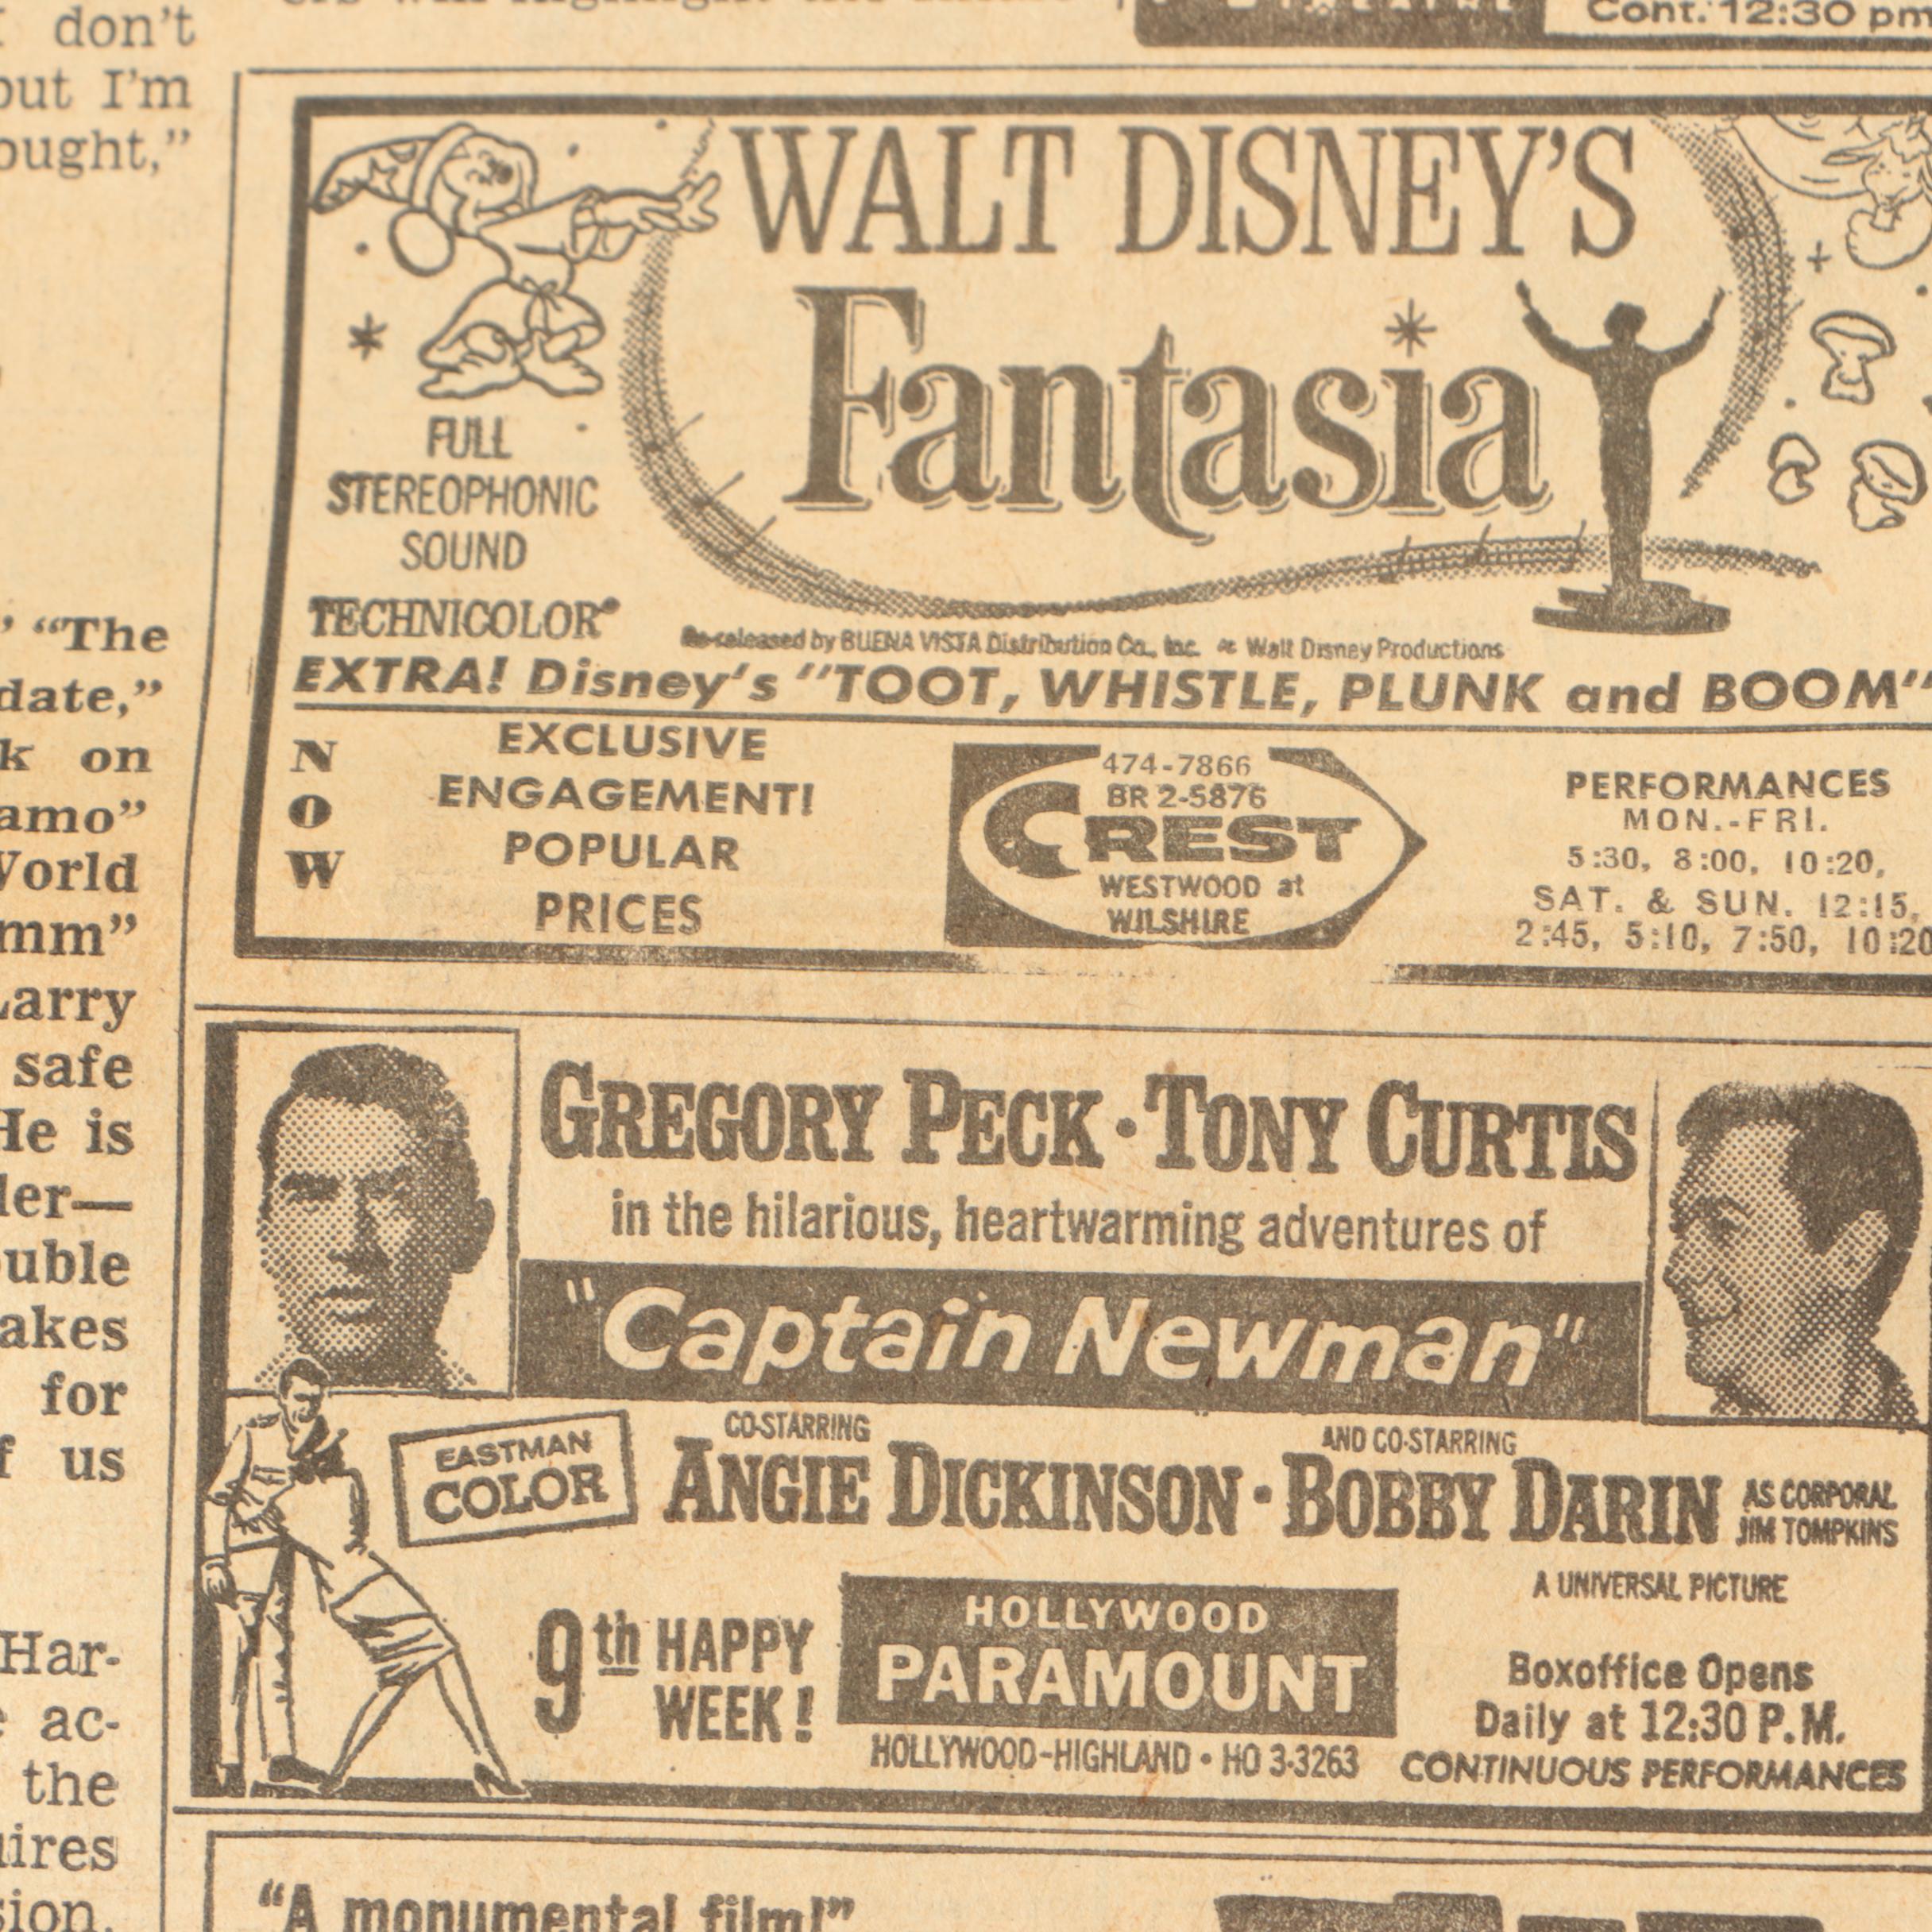 don't
but I'm
ought,"
"The
date,"
k on
amo"
World
mm"
Larry
safe
He is
der—
ouble
akes
for
f us
Har-
ac-
the
uires
sion.
Cont. 12:30 pm
WALT DISNEY'S
Fantasia
FULL
STEREOPHONIC
SOUND
TECHNICOLOR®
Re-released by BUENA VISTA Distribution Co., Inc. © Walt Disney Productions
EXTRA! Disney's "TOOT, WHISTLE, PLUNK and BOOM"
NOW
EXCLUSIVE
ENGAGEMENT!
POPULAR
PRICES
474-7866
BR 2-5876
CREST
WESTWOOD at
WILSHIRE
PERFORMANCES
MON.-FRI.
5:30, 8:00, 10:20,
SAT. & SUN. 12:15,
2:45, 5:10, 7:50, 10:20
GREGORY PECK · TONY CURTIS
in the hilarious, heartwarming adventures of
"Captain Newman"
EASTMAN
COLOR
CO-STARRING
ANGIE DICKINSON ·
AND CO-STARRING
BOBBY DARIN
AS CORPORAL
JIM TOMPKINS
A UNIVERSAL PICTURE
9th HAPPY
WEEK!
HOLLYWOOD
PARAMOUNT
HOLLYWOOD-HIGHLAND • HO 3-3263
Boxoffice Opens
Daily at 12:30 P.M.
CONTINUOUS PERFORMANCES
"A monumental film!"